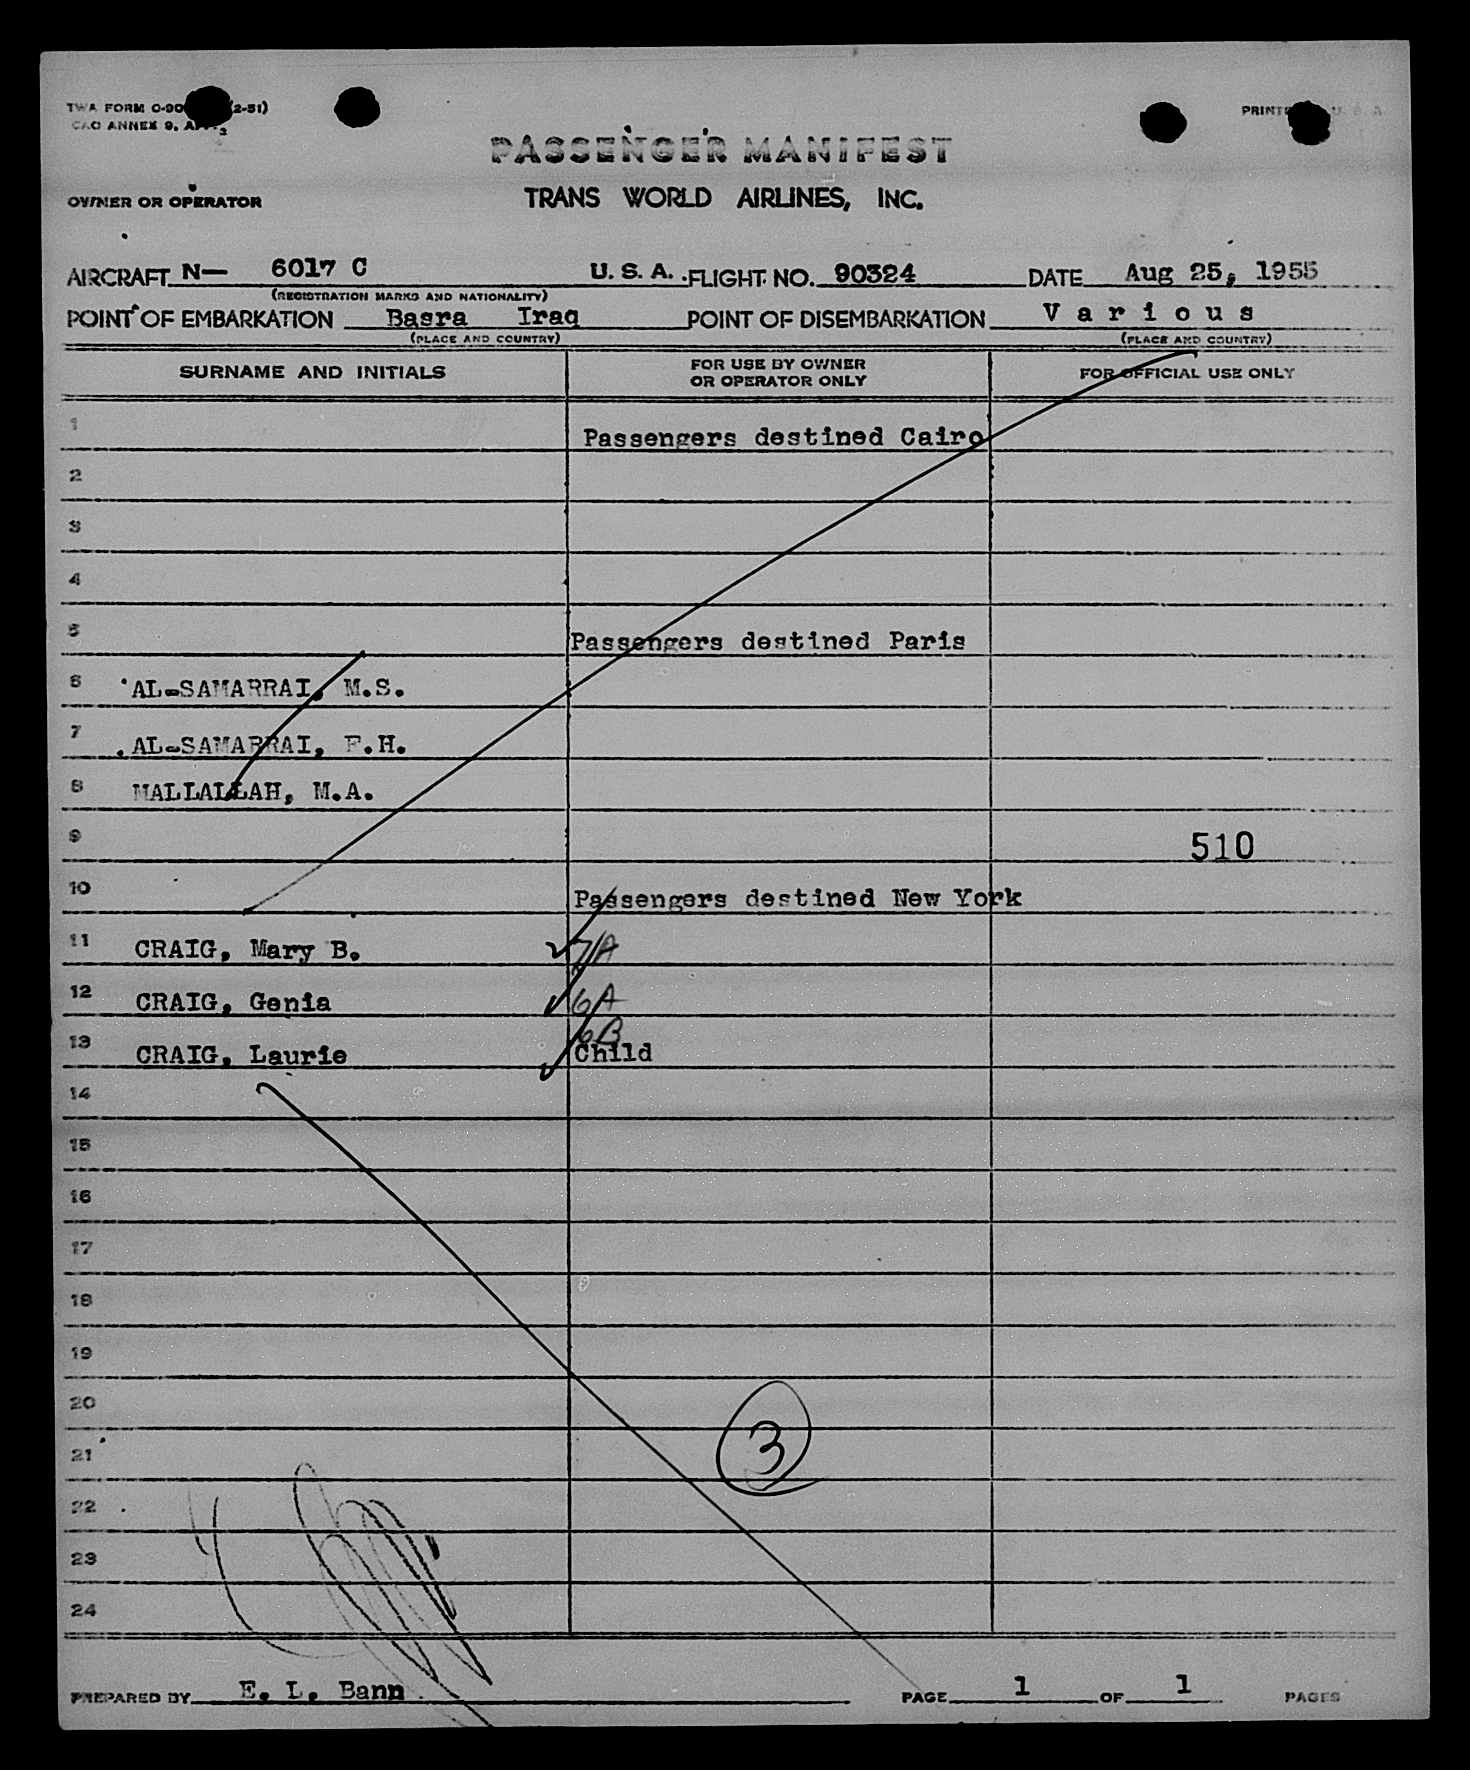 TWA FORM O-90 (2-51)
CAO ANNEX 9, AP
PRINTE U. S. A.
PASSENGER MANIFEST
OWNER OR OPERATOR TRANS WORLD AIRLINES, INC.
AIRCRAFT N— 6017 C U. S. A. FLIGHT NO. 90324 DATE Aug 25, 1955
(REGISTRATION MARKS AND NATIONALITY)
POINT OF EMBARKATION Basra Iraq POINT OF DISEMBARKATION Various
(PLACE AND COUNTRY) (PLACE AND COUNTRY)
SURNAME AND INITIALS FOR USE BY OWNER OR OPERATOR ONLY FOR OFFICIAL USE ONLY
1 Passengers destined Cairo
2
3
4
5 Passengers destined Paris
6 AL-SAMARRAI, M.S.
7 AL-SAMARRAI, F.H.
8 MALLALLAH, M.A.
9 510
10 Passengers destined New York
11 CRAIG, Mary B. 7A
12 CRAIG, Genia 6A
6B
13 CRAIG, Laurie Child
14
15
16
17
18
19
20
21 3
22
23
24
PREPARED BY E. L. Bann PAGE 1 OF 1 PAGES